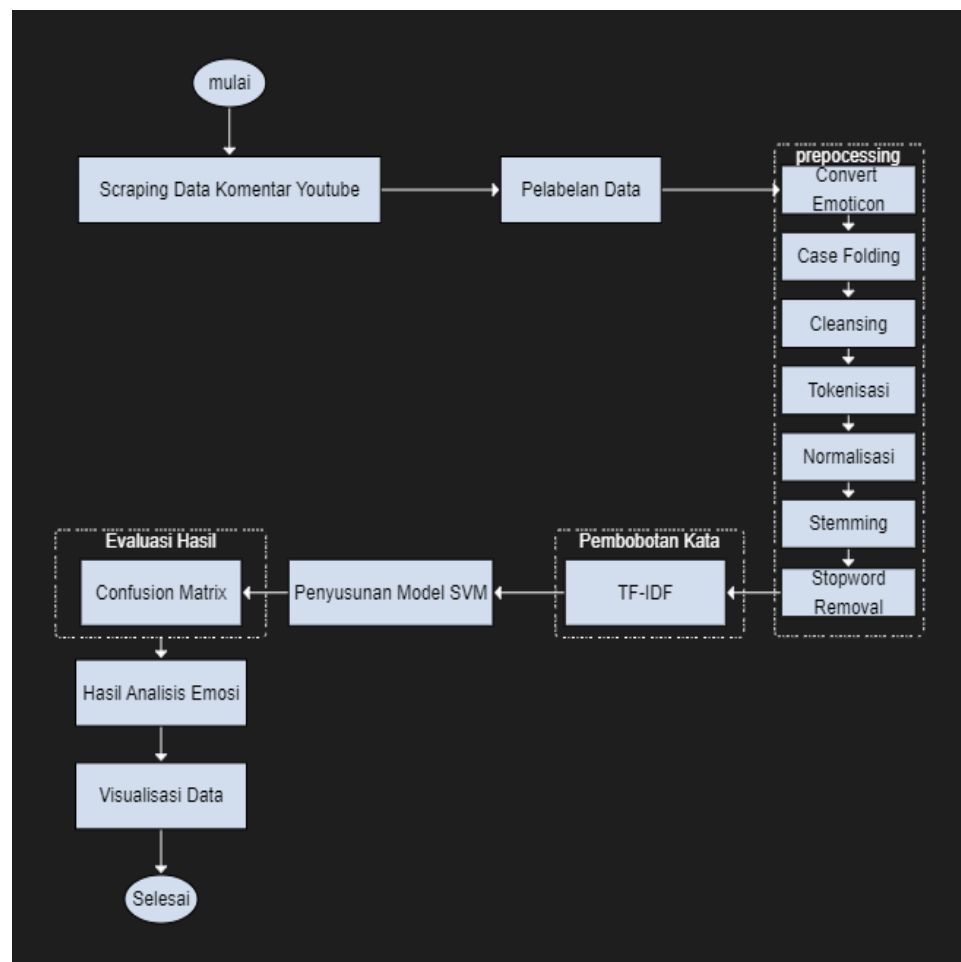 mulai
Scraping Data Komentar Youtube
Pelabelan Data
prepocessing
Convert
Emoticon
Case Folding
Cleansing
Tokenisasi
Normalisasi
Stemming
Stopword
Removal
Pembobotan Kata
TF-IDF
Penyusunan Model SVM
Evaluasi Hasil
Confusion Matrix
Hasil Analisis Emosi
Visualisasi Data
Selesai